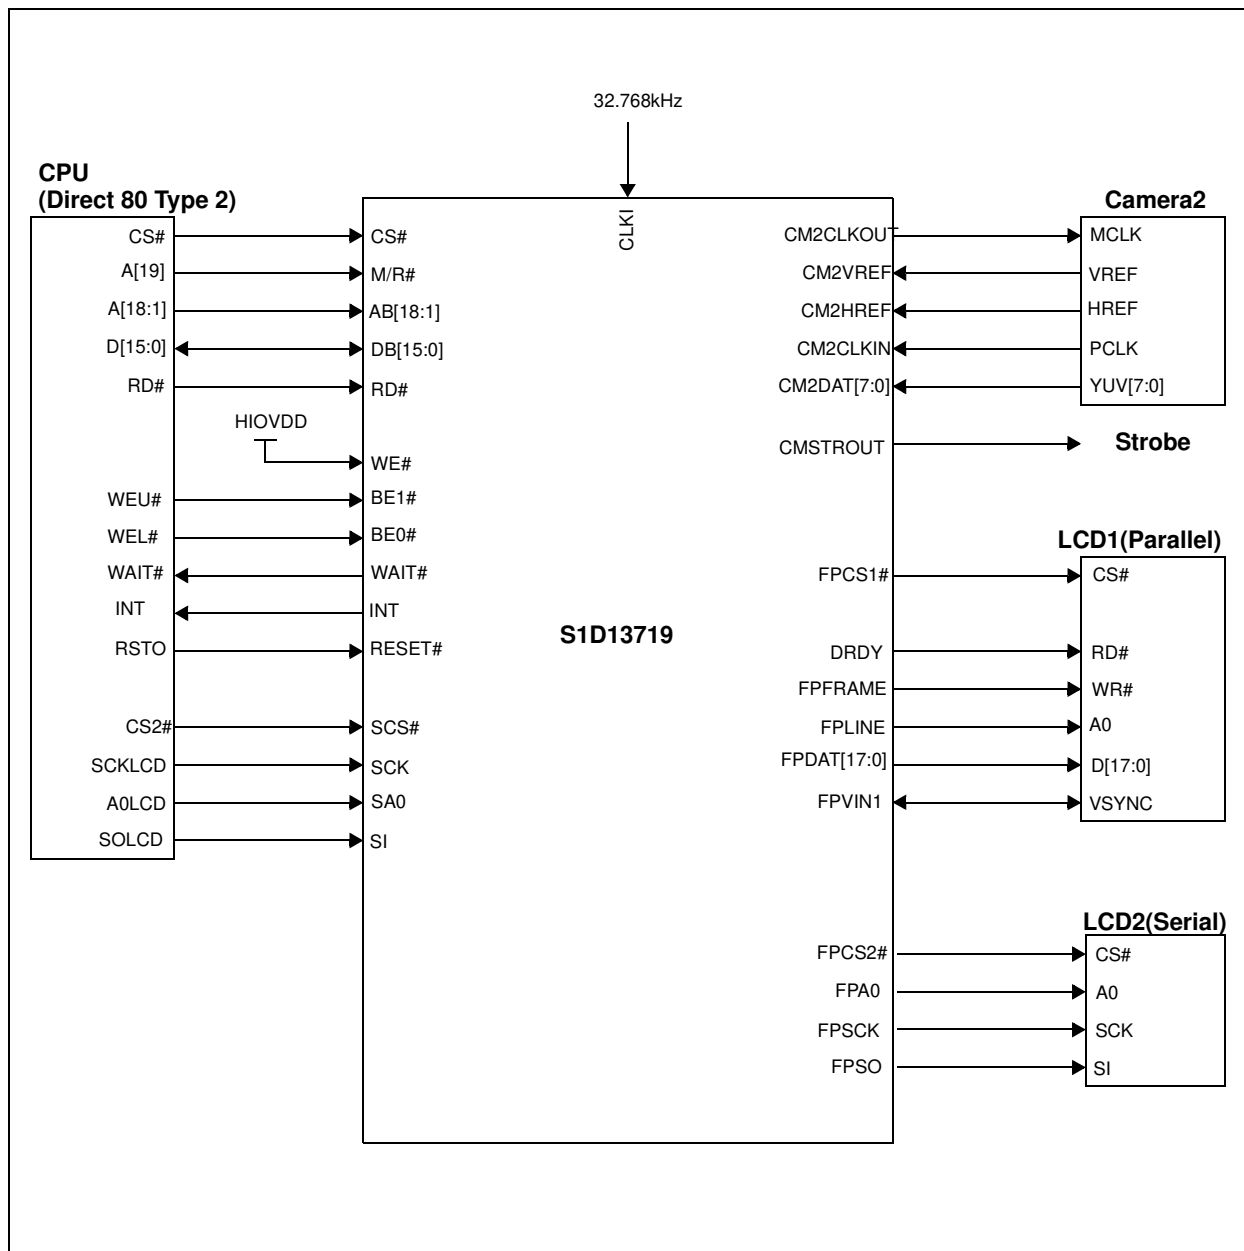 32.768kHz
CLKI
CPU
(Direct 80 Type 2)
CS#
A[19]
A[18:1]
D[15:0]
RD#
HIOVDD
WEU#
WEL#
WAIT#
INT
RSTO
CS2#
SCKLCD
A0LCD
SOLCD
CS#
M/R#
AB[18:1]
DB[15:0]
RD#
WE#
BE1#
BE0#
WAIT#
INT
RESET#
SCS#
SCK
SA0
SI
S1D13719
CM2CLKOUT
CM2VREF
CM2HREF
CM2CLKIN
CM2DAT[7:0]
CMSTROUT
FPCS1#
DRDY
FPFRAME
FPLINE
FPDAT[17:0]
FPVIN1
FPCS2#
FPA0
FPSCK
FPSO
Camera2
MCLK
VREF
HREF
PCLK
YUV[7:0]
Strobe
LCD1(Parallel)
CS#
RD#
WR#
A0
D[17:0]
VSYNC
LCD2(Serial)
CS#
A0
SCK
SI